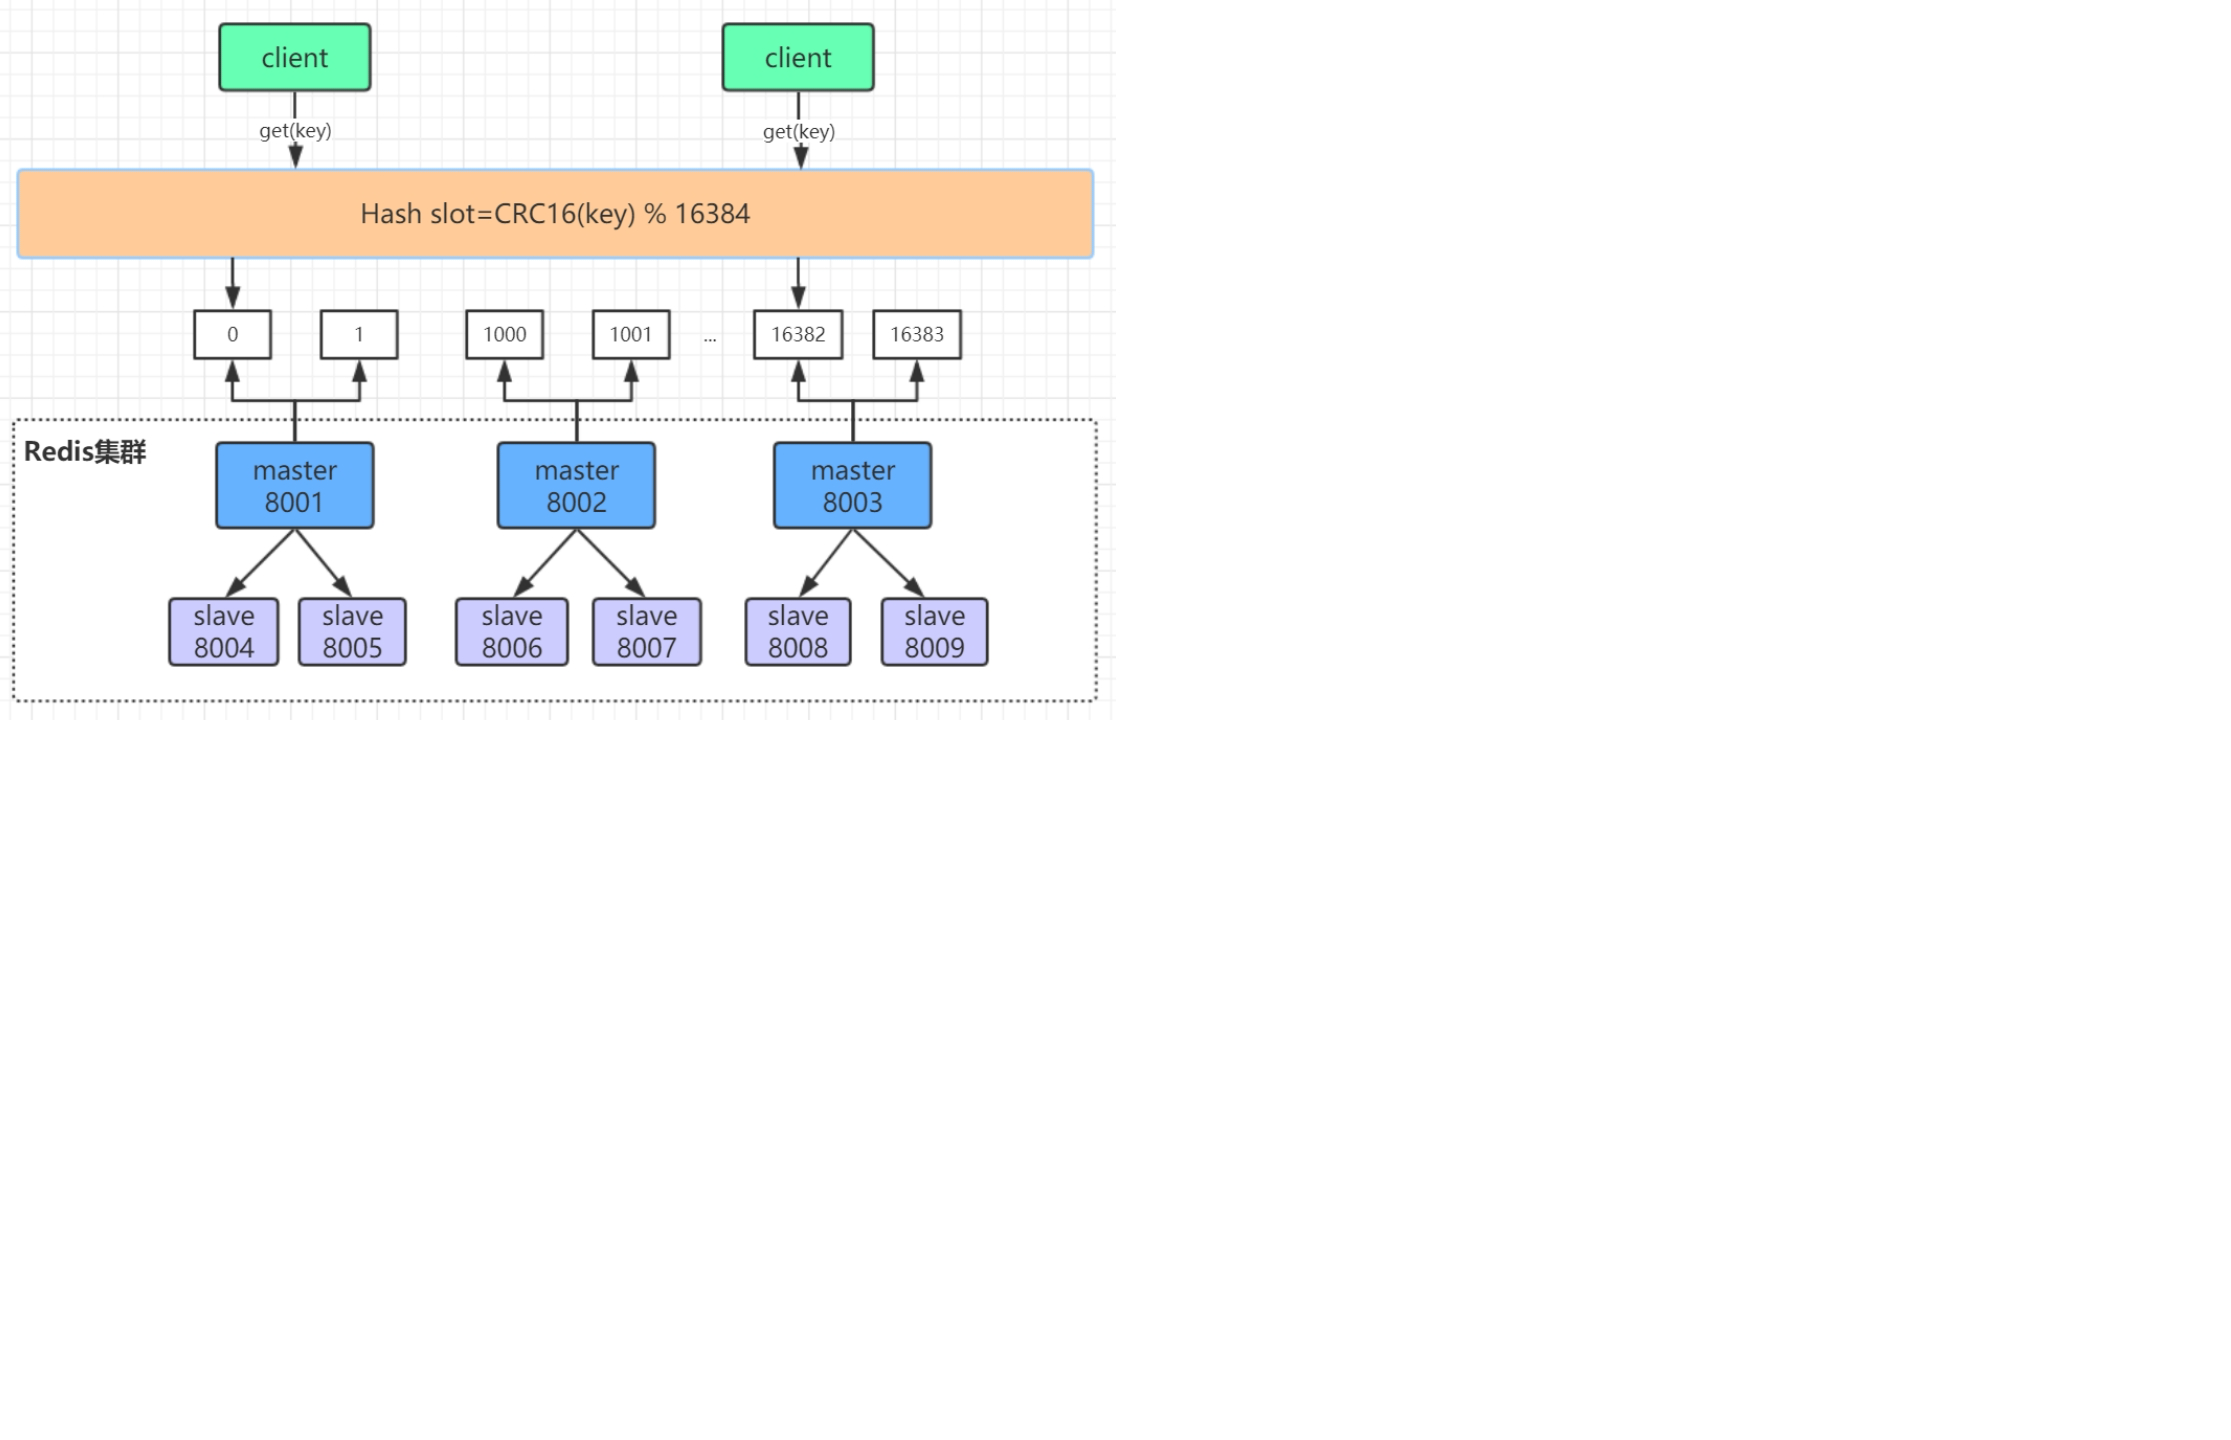 client
client
get(key)
get(key)
Hash slot=CRC16(key) % 16384
0
1
1000
1001
...
16382
16383
Redis集群
master
8001
master
8002
master
8003
slave
8004
slave
8005
slave
8006
slave
8007
slave
8008
slave
8009